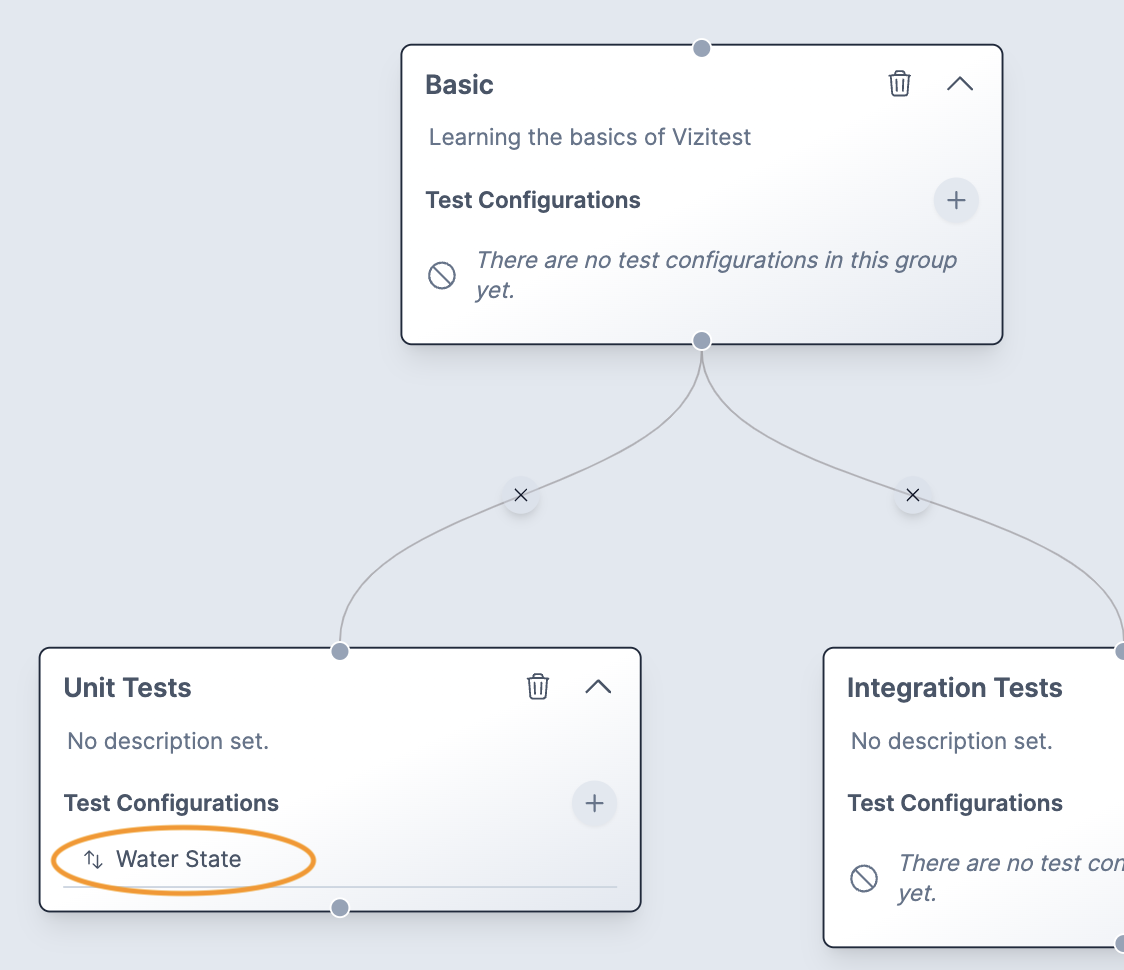 Basic
Learning the basics of Vizitest
Test Configurations
There are no test configurations in this group
yet.
Unit Tests
No description set.
Test Configurations
Water State
Integration Tests
No description set.
Test Configurations
There are no test
yet.